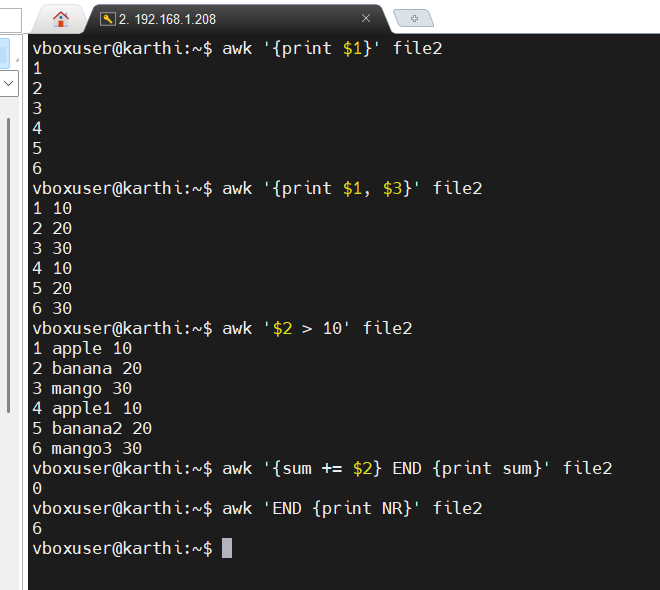 2. 192.168.1.208
vboxuser@karthi:~$ awk '{print $1}' file2
1
2
3
4
5
6
vboxuser@karthi:~$ awk '{print $1, $3}' file2
1 10
2 20
3 30
4 10
5 20
6 30
vboxuser@karthi:~$ awk '$2 > 10' file2
1 apple 10
2 banana 20
3 mango 30
4 apple1 10
5 banana2 20
6 mango3 30
vboxuser@karthi:~$ awk '{sum += $2} END {print sum}' file2
0
vboxuser@karthi:~$ awk 'END {print NR}' file2
6
vboxuser@karthi:~$